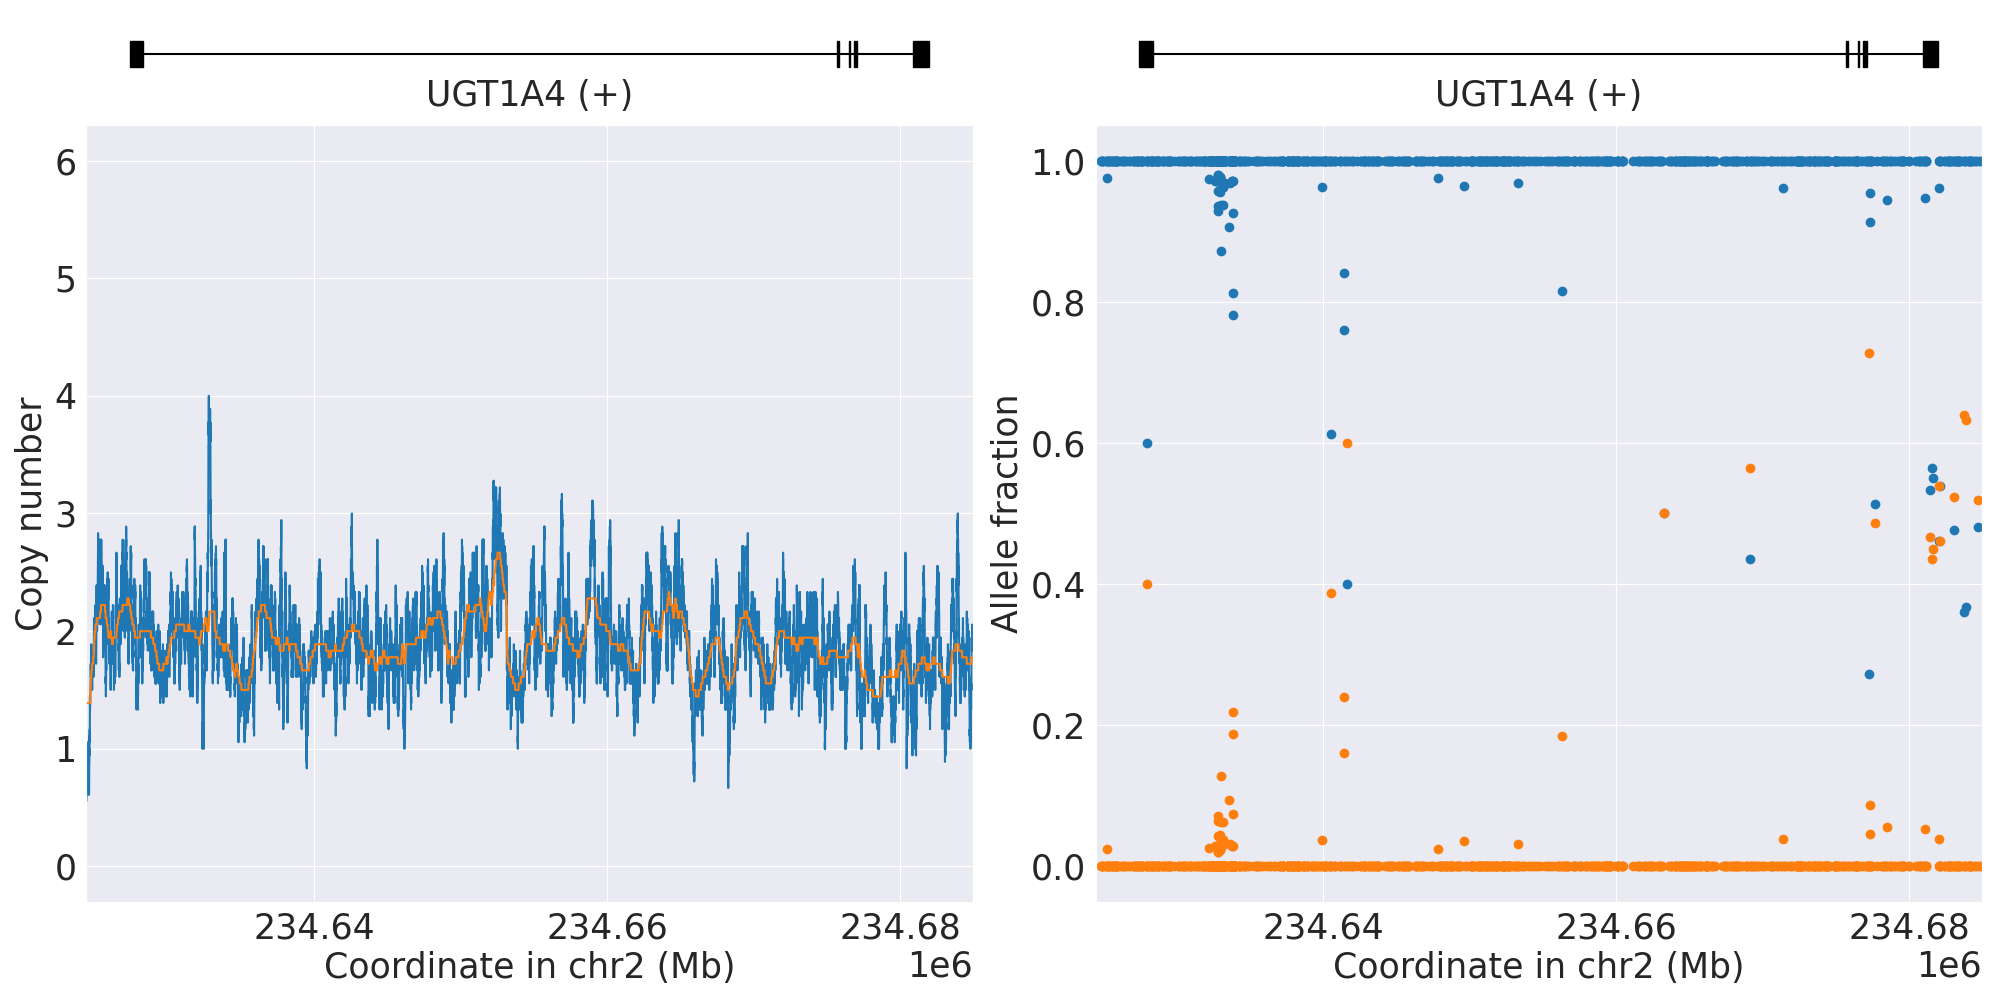 UGT1A4 (+)
6
5
4
3
2
1
0
Copy number
234.64
234.66
234.68
Coordinate in chr2 (Mb)
1e6
UGT1A4 (+)
1.0
0.8
0.6
0.4
0.2
0.0
Allele fraction
234.64
234.66
234.68
Coordinate in chr2 (Mb)
1e6